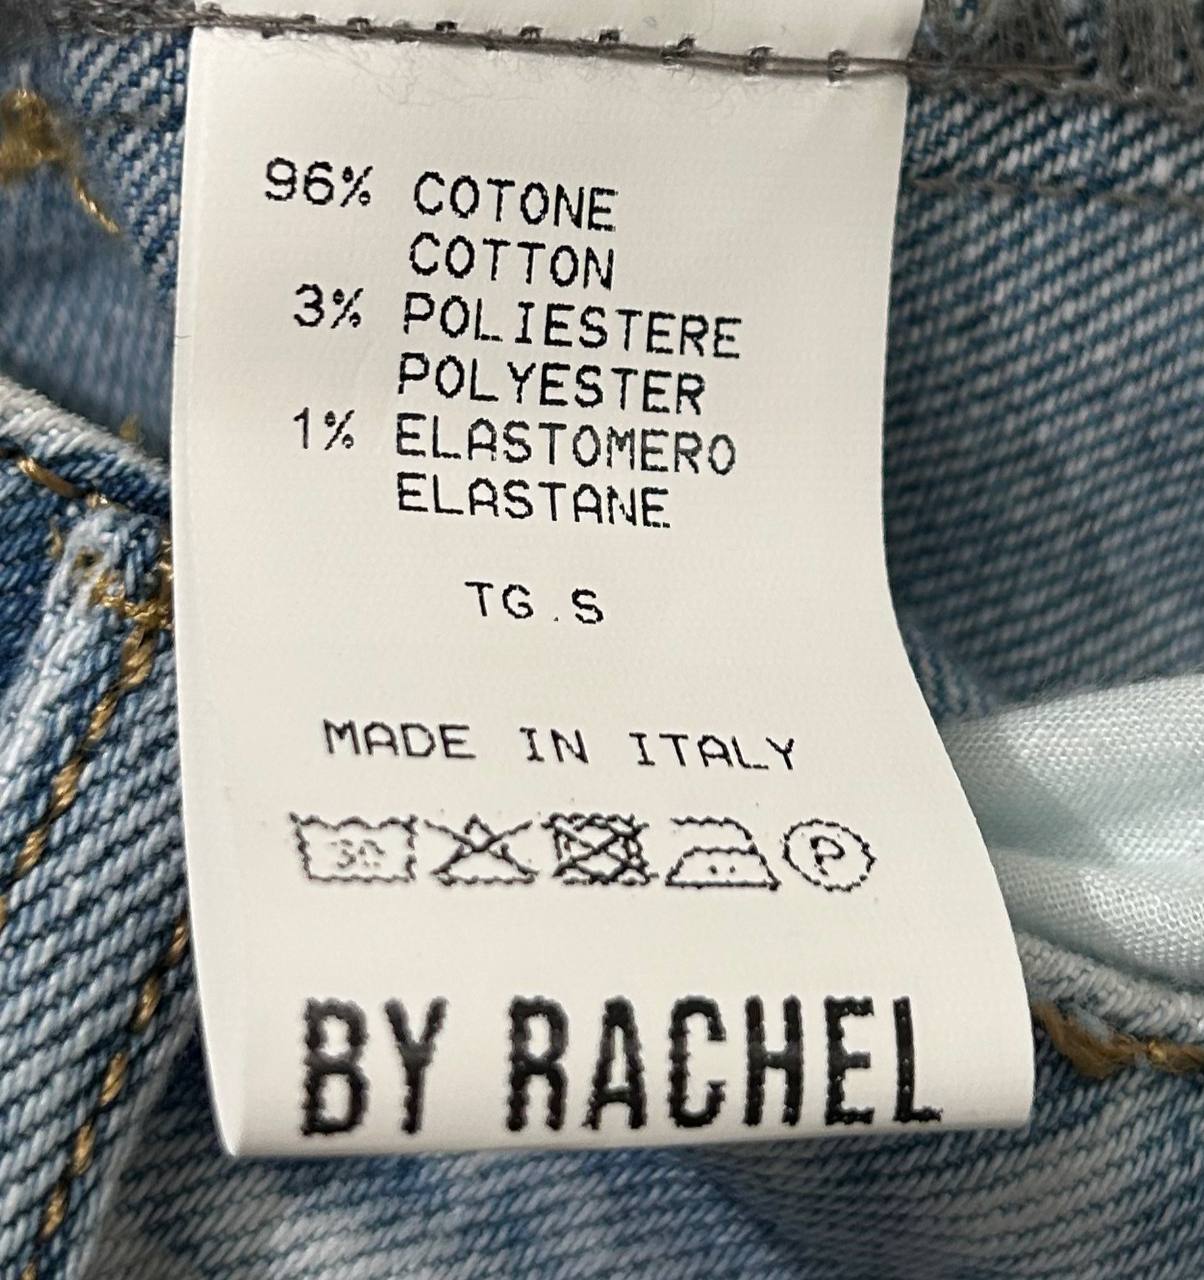 96% COTONE
COTTON
3% POLIESTERE
POLYESTER
1% ELASTOMERO
ELASTANE
TG.S
MADE IN ITALY
30 P
BY RACHEL